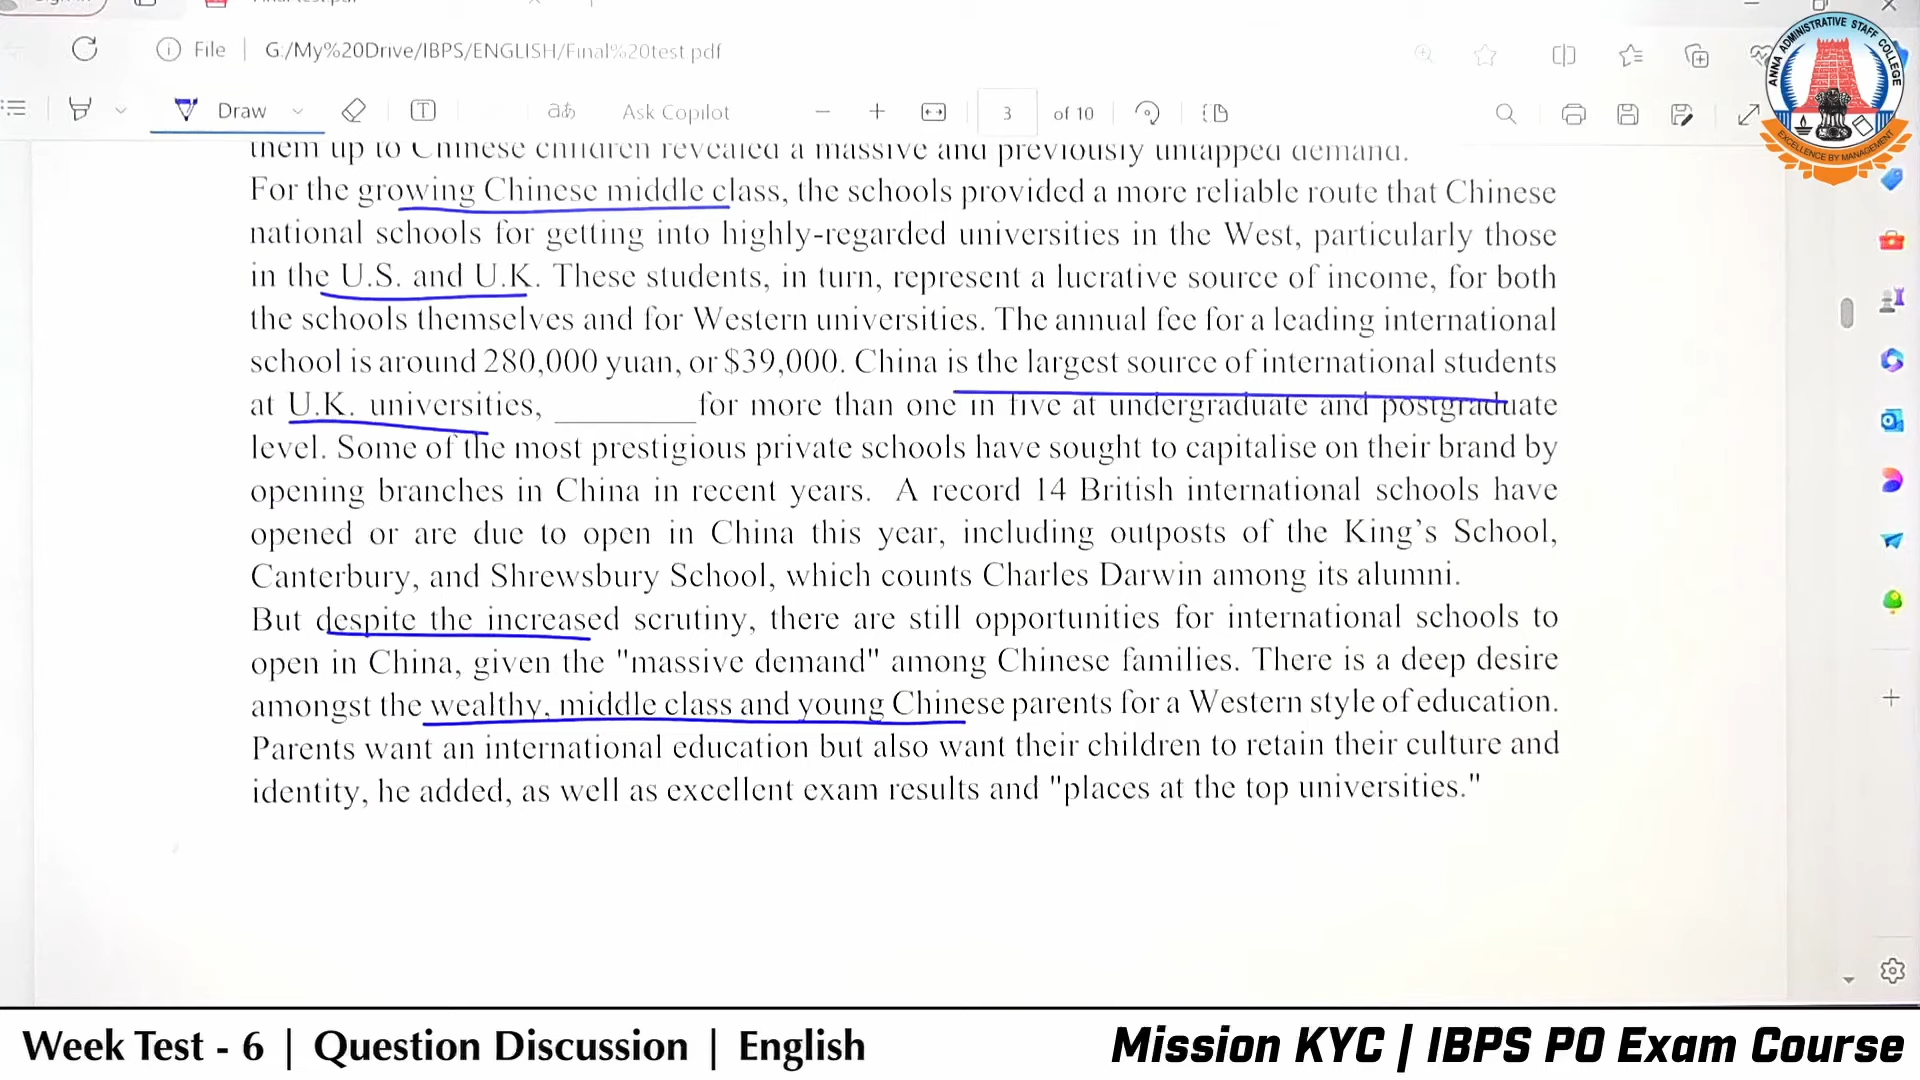 File | G:/My%20Drive/IBPS/ENGLISH/Final%20test.pdf
Draw
aあ
Ask Copilot
3 of 10
ANNA ADMINISTRATIVE STAFF COLLEGE
EXCELLENCE BY MANAGEMENT
them up to Chinese children revealed a massive and previously untapped demand.
For the growing Chinese middle class, the schools provided a more reliable route that Chinese
national schools for getting into highly-regarded universities in the West, particularly those
in the U.S. and U.K. These students, in turn, represent a lucrative source of income, for both
the schools themselves and for Western universities. The annual fee for a leading international
school is around 280,000 yuan, or $39,000. China is the largest source of international students
at U.K. universities, ________ for more than one in five at undergraduate and postgraduate
level. Some of the most prestigious private schools have sought to capitalise on their brand by
opening branches in China in recent years. A record 14 British international schools have
opened or are due to open in China this year, including outposts of the King's School,
Canterbury, and Shrewsbury School, which counts Charles Darwin among its alumni.
But despite the increased scrutiny, there are still opportunities for international schools to
open in China, given the "massive demand" among Chinese families. There is a deep desire
amongst the wealthy, middle class and young Chinese parents for a Western style of education.
Parents want an international education but also want their children to retain their culture and
identity, he added, as well as excellent exam results and "places at the top universities."
Week Test - 6 | Question Discussion | English
Mission KYC | IBPS PO Exam Course